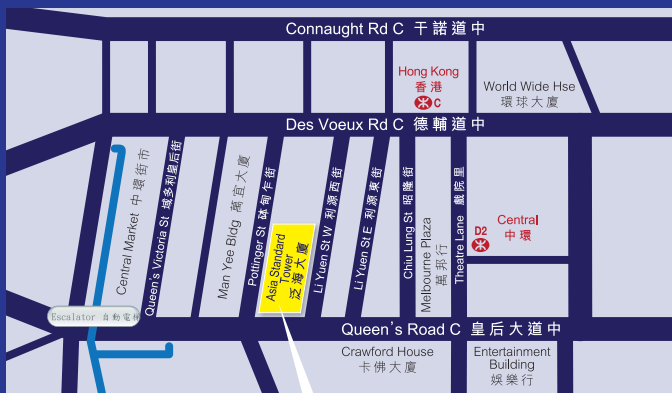 Connaught Rd C 干諾道中
Hong Kong
香港
C
World Wide Hse
環球大廈
Des Voeux Rd C 德輔道中
Central Market 中環街市
Queen's Victoria St 域多利皇后街
Man Yee Bldg 萬宜大廈
Pottinger St 砵甸乍街
Asia Standard
Tower
泛海大廈
Li Yuen St W 利源西街
Li Yuen St E 利源東街
Chiu Lung St 昭隆街
Melbourne Plaza
萬邦行
Theatre Lane 戲院里
D2
Central
中環
Escalator 自動電梯
Queen's Road C 皇后大道中
Crawford House
卡佛大廈
Entertainment
Building
娛樂行